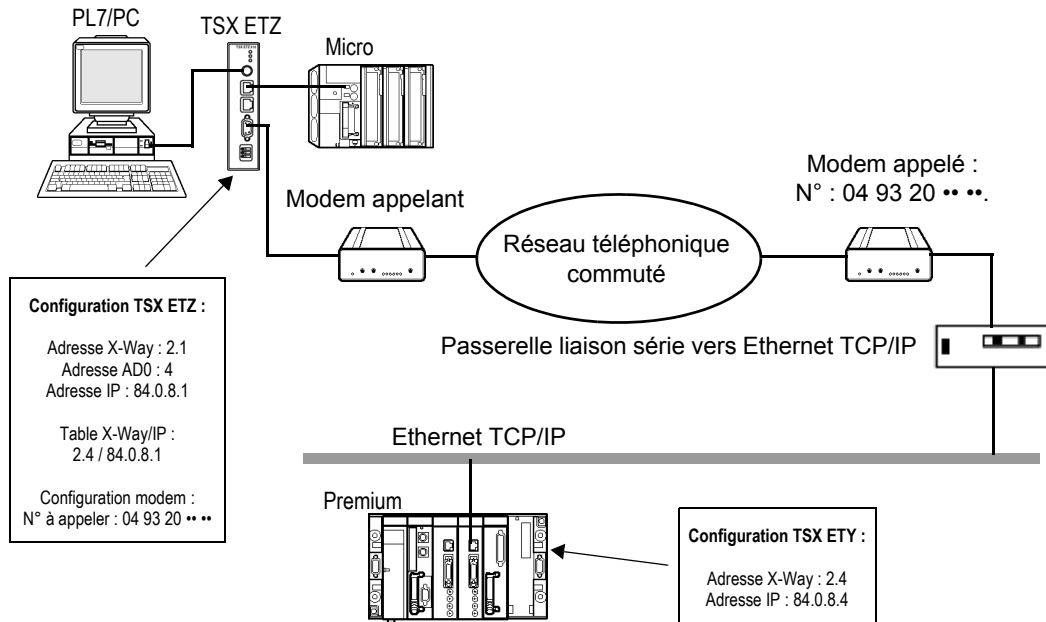 PL7/PC
TSX ETZ
TSX ETZ 410
Micro
Modem appelant
Modem appelé :
N° : 04 93 20 •• ••.
Réseau téléphonique
commuté
Configuration TSX ETZ :
Adresse X-Way : 2.1
Adresse AD0 : 4
Adresse IP : 84.0.8.1
Table X-Way/IP :
2.4 / 84.0.8.1
Configuration modem :
N° à appeler : 04 93 20 •• ••
Passerelle liaison série vers Ethernet TCP/IP
Ethernet TCP/IP
Premium
Configuration TSX ETY :
Adresse X-Way : 2.4
Adresse IP : 84.0.8.4